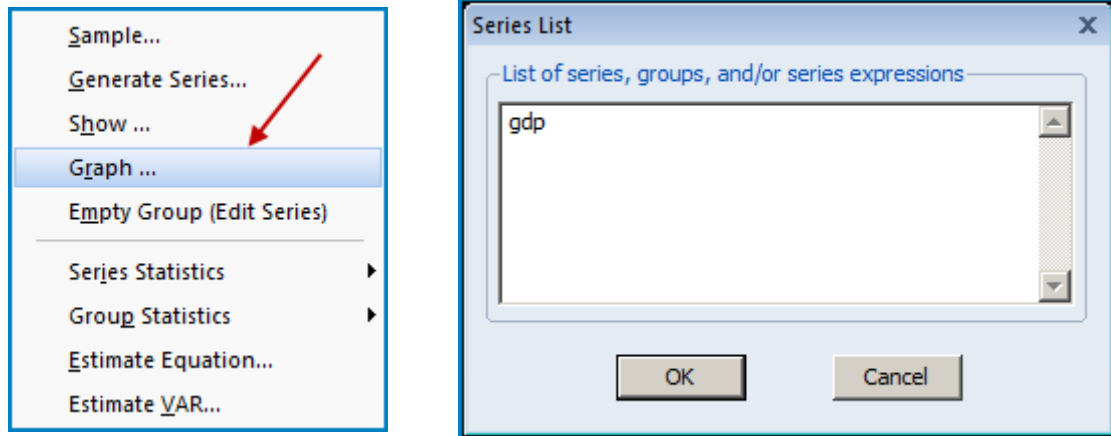 Sample...
Generate Series...
Show ...
Graph ...
Empty Group (Edit Series)
Series Statistics
Group Statistics
Estimate Equation...
Estimate VAR...
Series List
X
List of series, groups, and/or series expressions
gdp
OK
Cancel